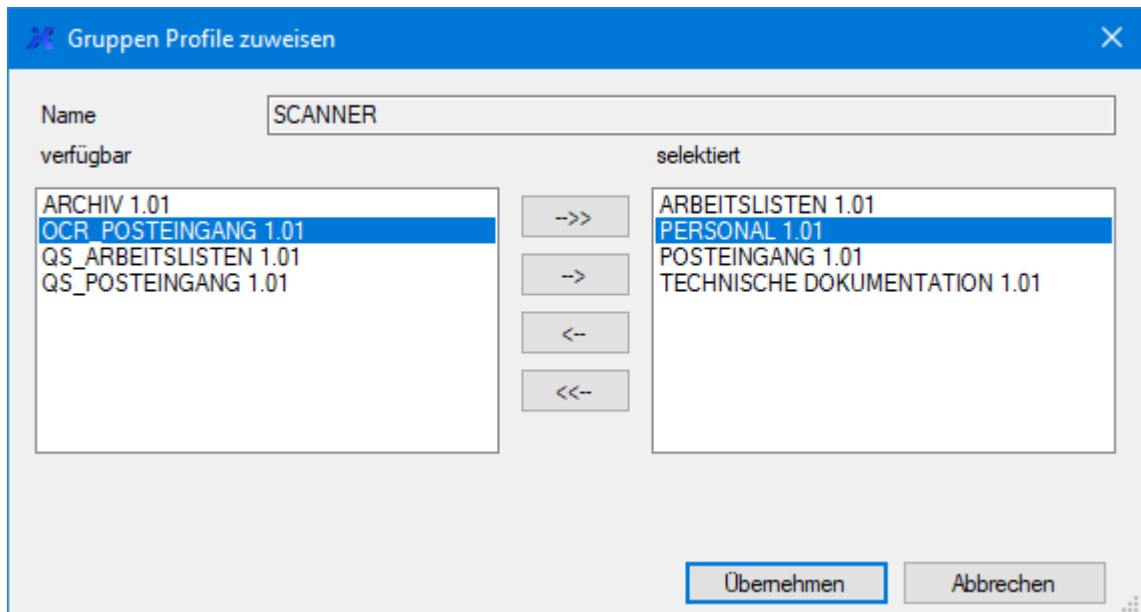 Gruppen Profile zuweisen
Name SCANNER
verfügbar
selektiert
ARCHIV 1.01
OCR_POSTEINGANG 1.01
QS_ARBEITSLISTEN 1.01
QS_POSTEINGANG 1.01
-->>
-->
<--
<<--
ARBEITSLISTEN 1.01
PERSONAL 1.01
POSTEINGANG 1.01
TECHNISCHE DOKUMENTATION 1.01
Übernehmen
Abbrechen